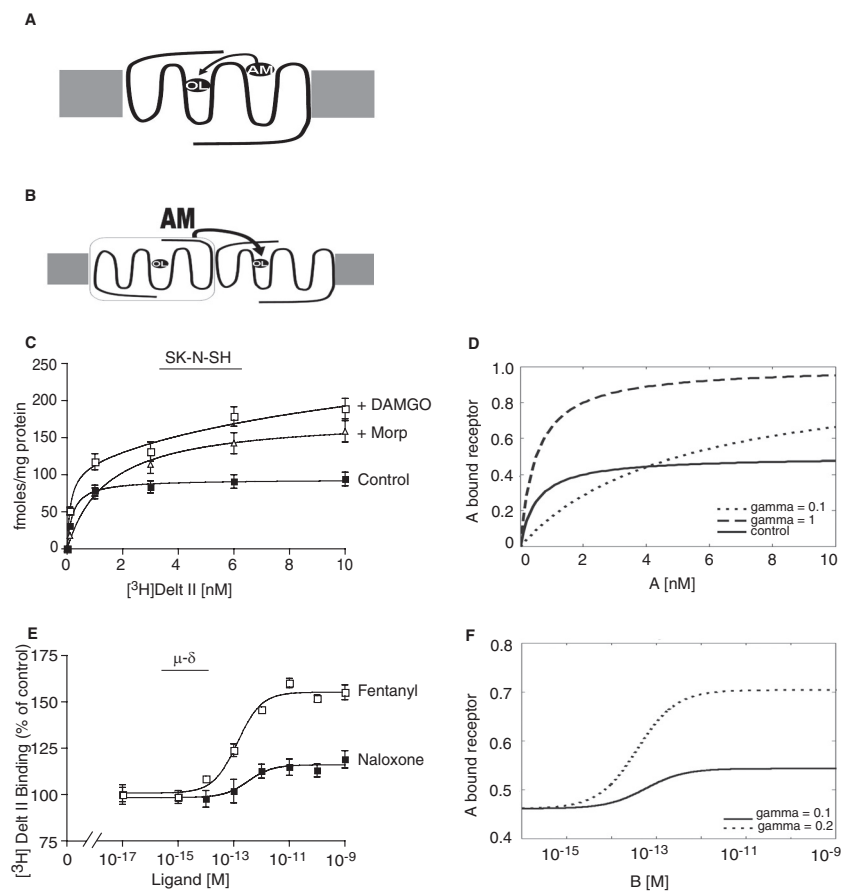 A
OL
AM
B
AM
OL
OL
C
SK-N-SH
fmoles/mg protein
250
200
150
100
50
0
+ DAMGO
+ Morp
Control
0 2 4 6 8 10
[³H]Delt II [nM]
D
A bound receptor
1.0
0.8
0.6
0.4
0.2
0
gamma = 0.1
gamma = 1
control
0 2 4 6 8 10
A [nM]
E
μ-δ
[³H] Delt II Binding (% of control)
175
150
125
100
75
Fentanyl
Naloxone
0 10⁻¹⁷ 10⁻¹⁵ 10⁻¹³ 10⁻¹¹ 10⁻⁹
Ligand [M]
F
A bound receptor
0.8
0.7
0.6
0.5
0.4
gamma = 0.1
gamma = 0.2
10⁻¹⁵ 10⁻¹³ 10⁻¹¹ 10⁻⁹
B [M]